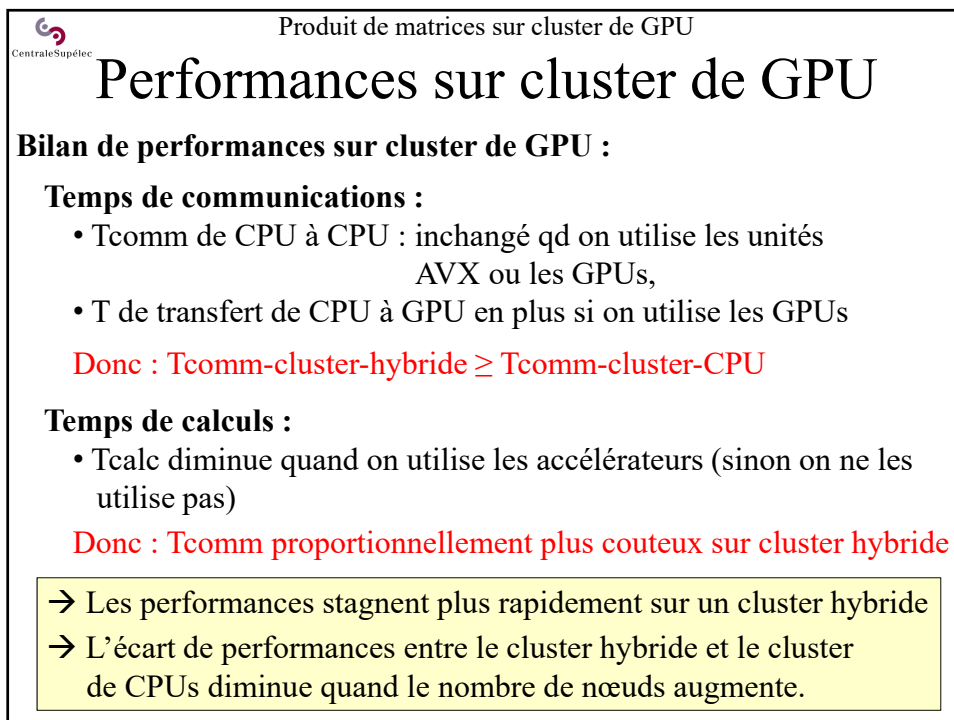 Produit de matrices sur cluster de GPU
CentraleSupélec
Performances sur cluster de GPU
Bilan de performances sur cluster de GPU :
Temps de communications :
• Tcomm de CPU à CPU : inchangé qd on utilise les unités
AVX ou les GPUs,
• T de transfert de CPU à GPU en plus si on utilise les GPUs
Donc : Tcomm-cluster-hybride ≥ Tcomm-cluster-CPU
Temps de calculs :
• Tcalc diminue quand on utilise les accélérateurs (sinon on ne les
utilise pas)
Donc : Tcomm proportionnellement plus couteux sur cluster hybride
→ Les performances stagnent plus rapidement sur un cluster hybride
→ L’écart de performances entre le cluster hybride et le cluster
de CPUs diminue quand le nombre de nœuds augmente.